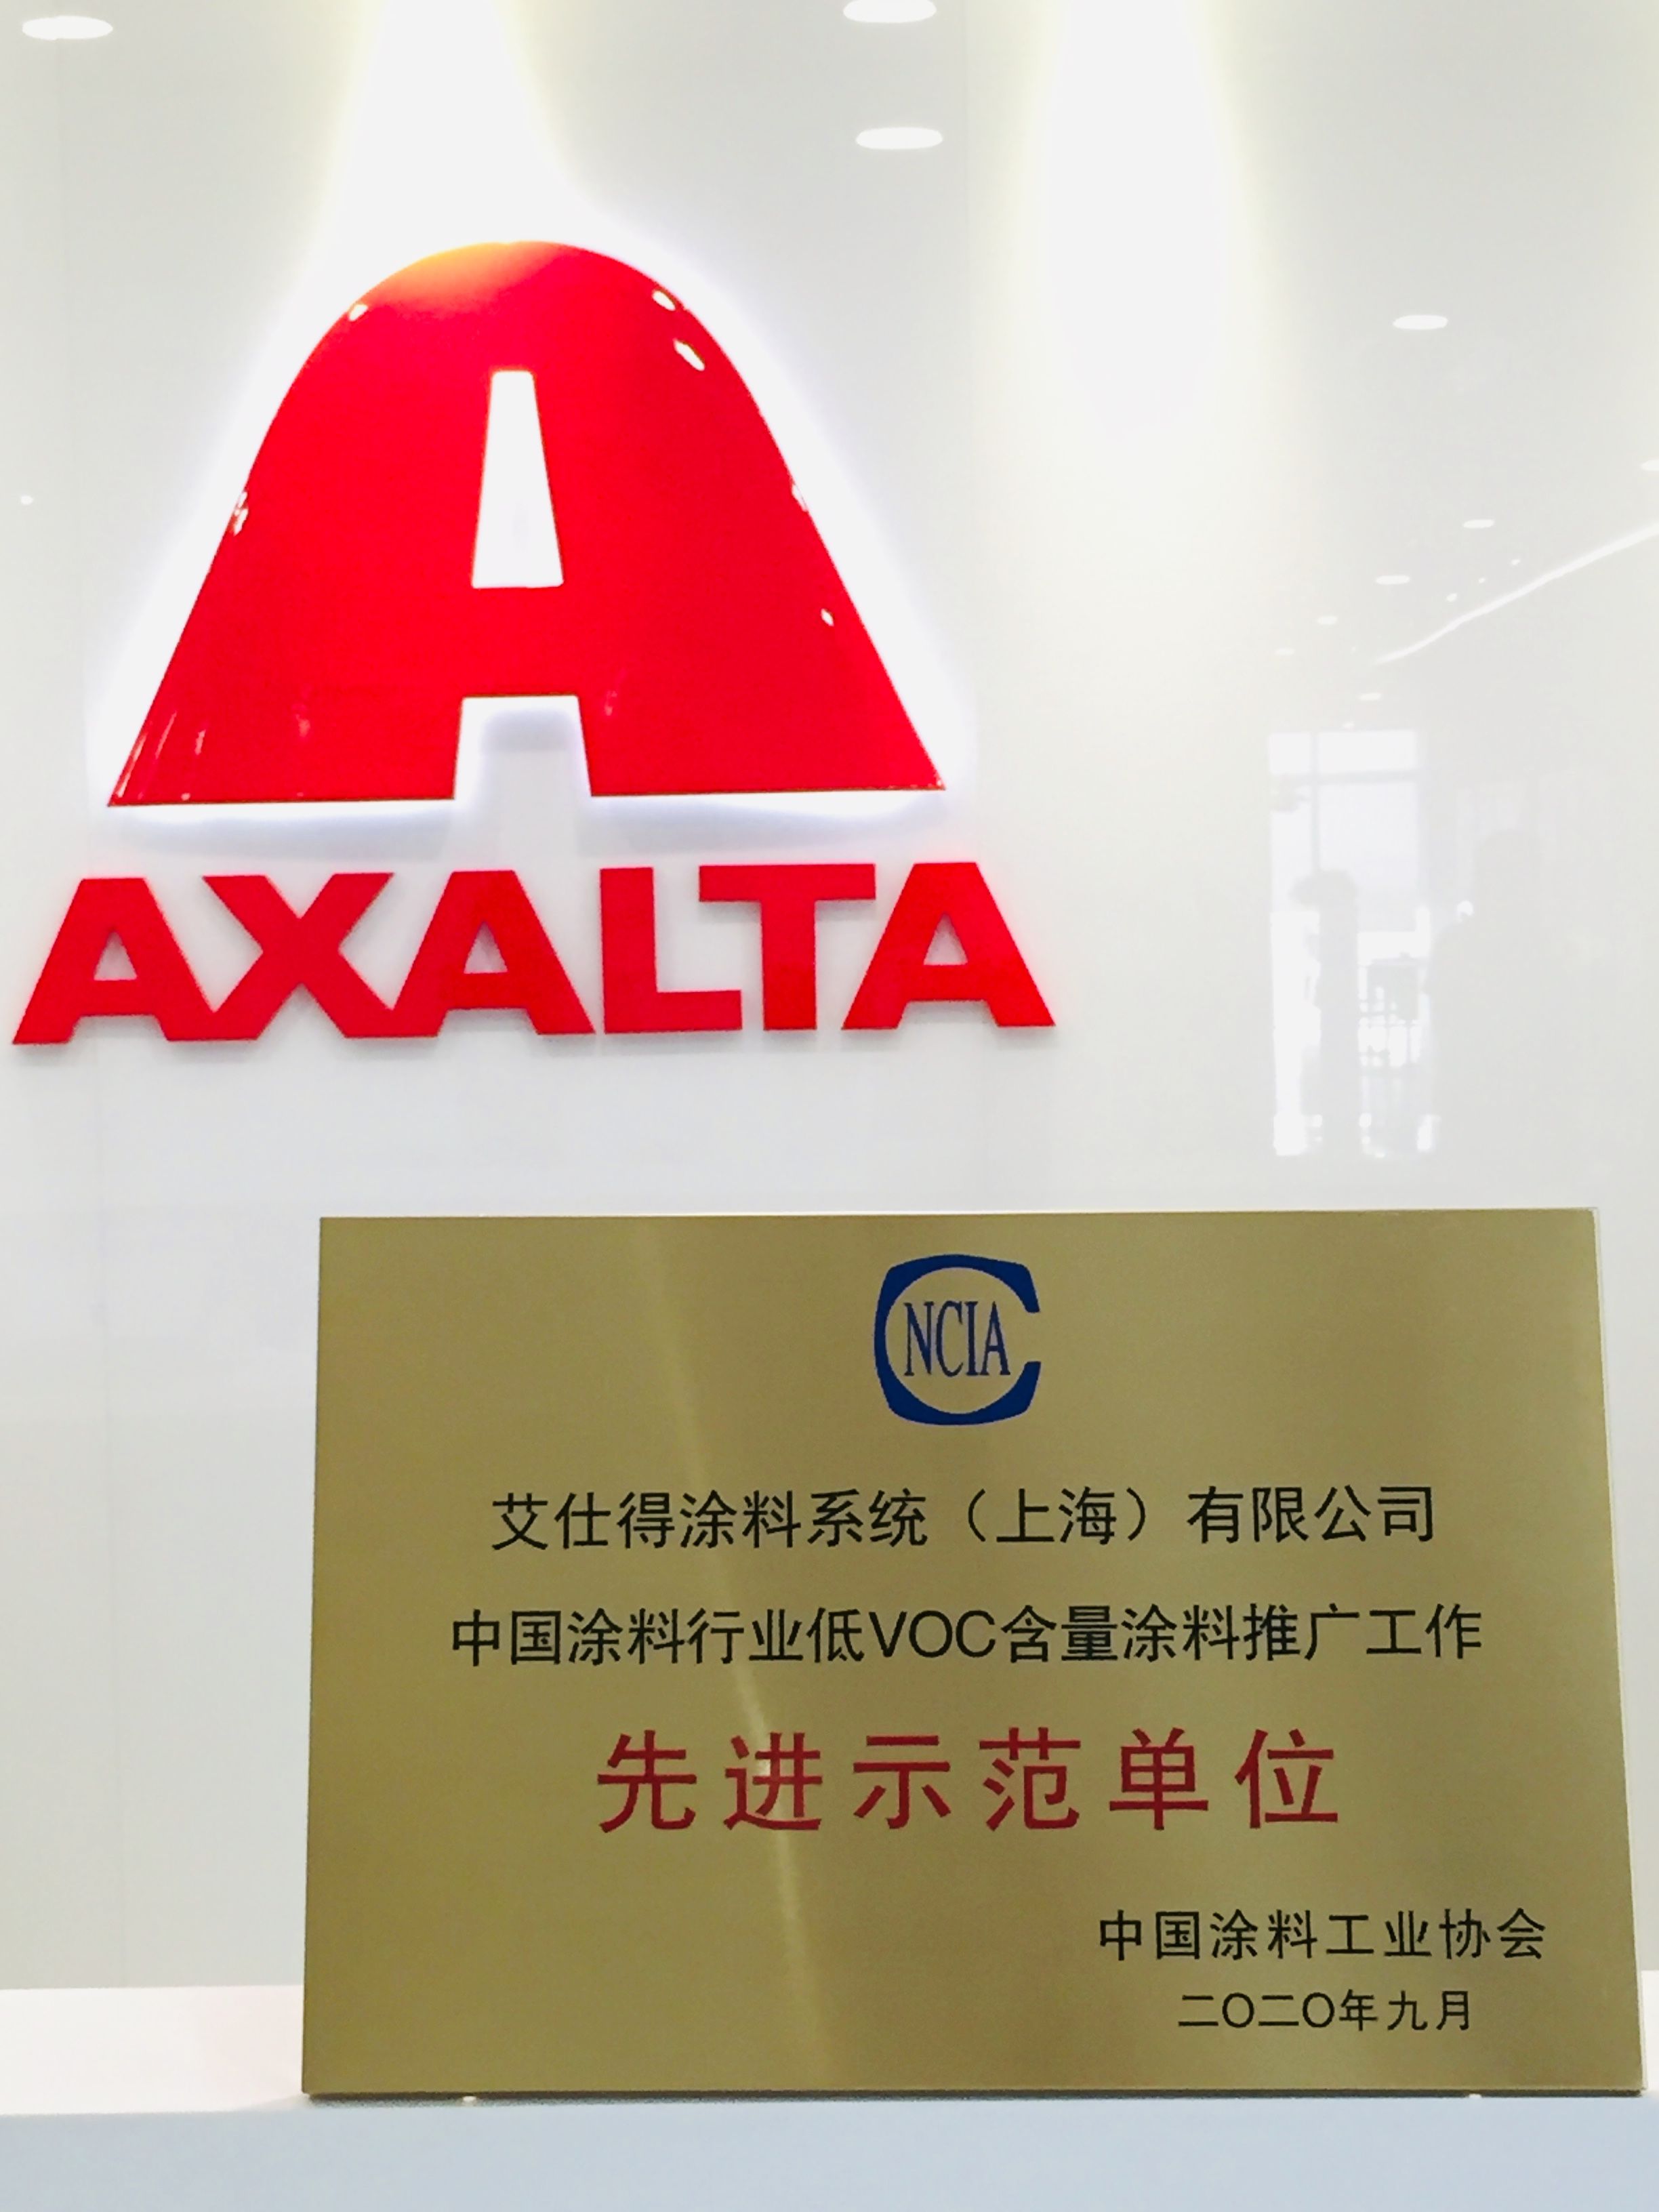 A
AXALTA
NCIA
艾仕得涂料系统（上海）有限公司
中国涂料行业低VOC含量涂料推广工作
先进示范单位
中国涂料工业协会
二〇二〇年九月